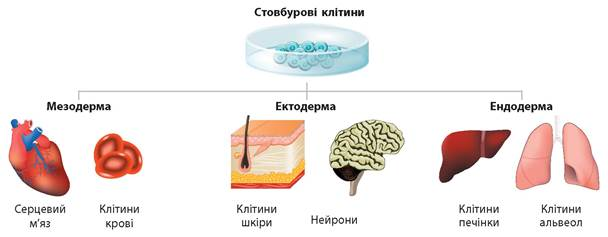 Стовбурові клітини
Мезодерма
Ектодерма
Ендодерма
Серцевий
м’яз
Клітини
крові
Клітини
шкіри
Нейрони
Клітини
печінки
Клітини
альвеол